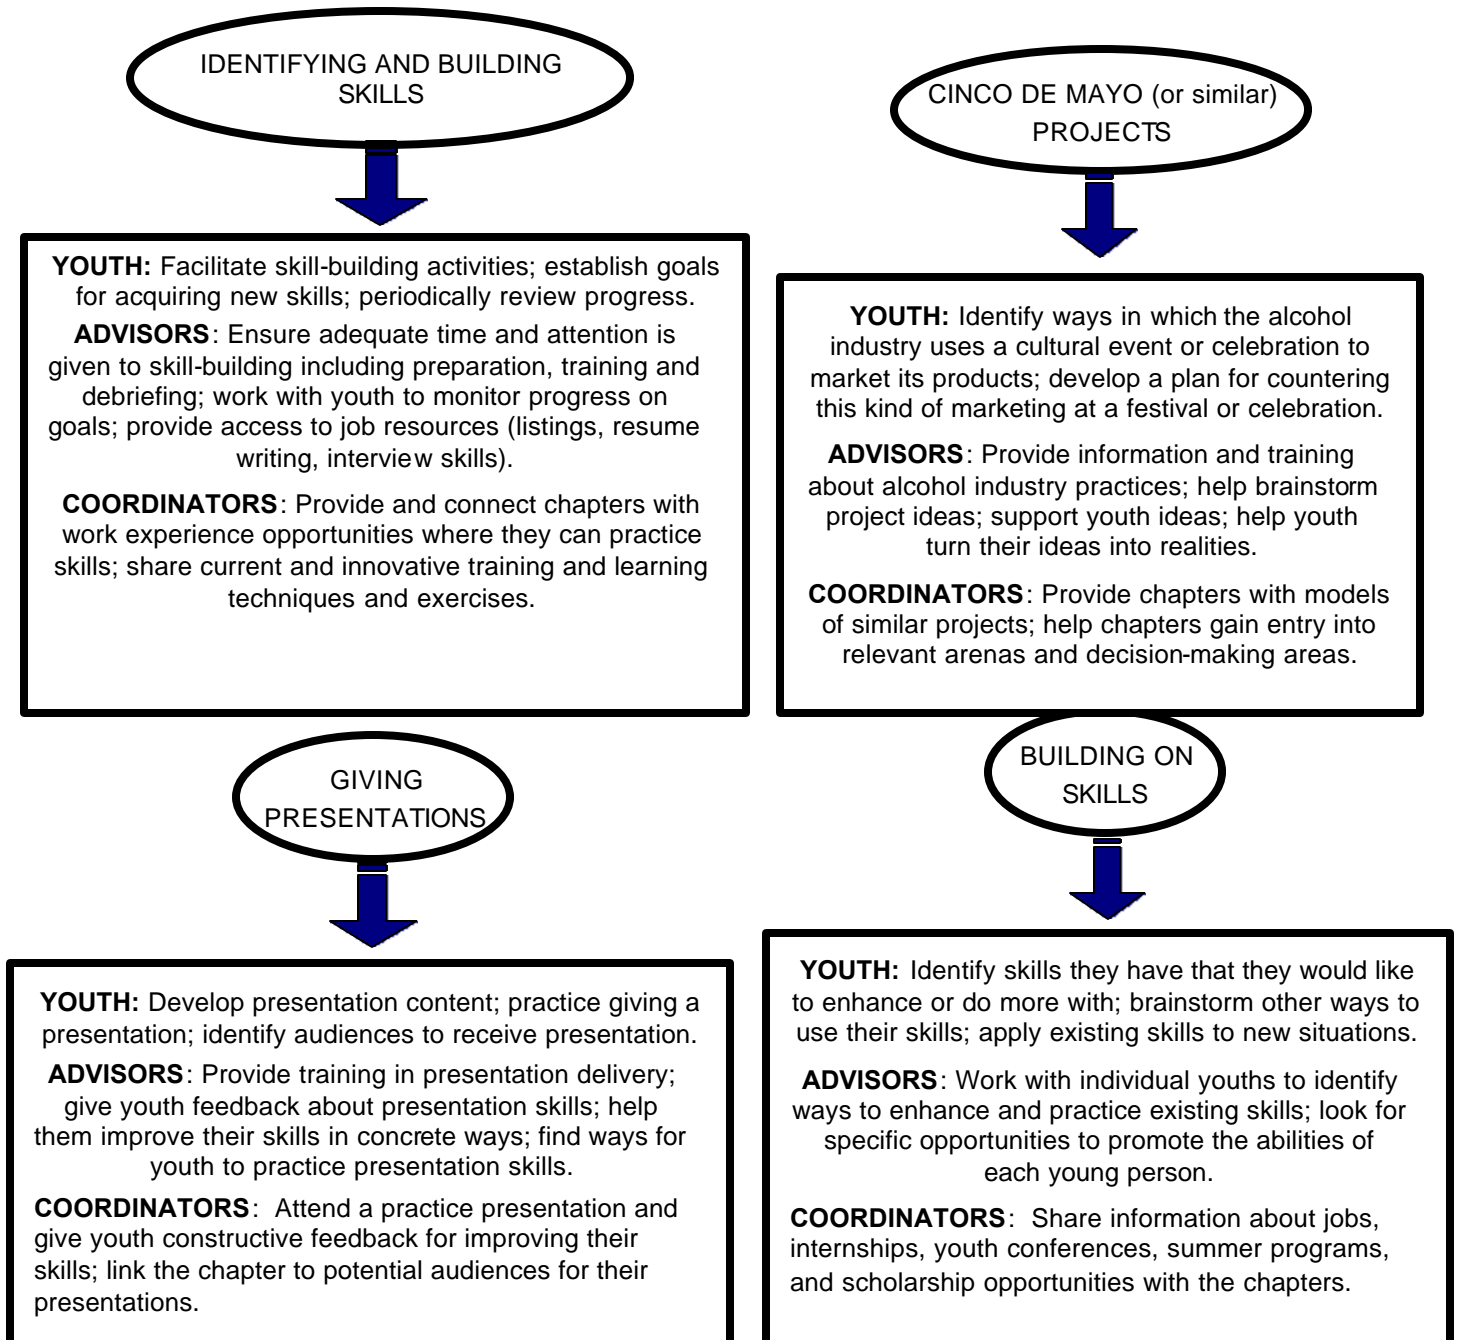 IDENTIFYING AND BUILDING
SKILLS
YOUTH: Facilitate skill-building activities; establish goals
for acquiring new skills; periodically review progress.
ADVISORS: Ensure adequate time and attention is
given to skill-building including preparation, training and
debriefing; work with youth to monitor progress on
goals; provide access to job resources (listings, resume
writing, interview skills).
COORDINATORS: Provide and connect chapters with
work experience opportunities where they can practice
skills; share current and innovative training and learning
techniques and exercises.
CINCO DE MAYO (or similar)
PROJECTS
YOUTH: Identify ways in which the alcohol
industry uses a cultural event or celebration to
market its products; develop a plan for countering
this kind of marketing at a festival or celebration.
ADVISORS: Provide information and training
about alcohol industry practices; help brainstorm
project ideas; support youth ideas; help youth
turn their ideas into realities.
COORDINATORS: Provide chapters with models
of similar projects; help chapters gain entry into
relevant arenas and decision-making areas.
GIVING
PRESENTATIONS
YOUTH: Develop presentation content; practice giving a
presentation; identify audiences to receive presentation.
ADVISORS: Provide training in presentation delivery;
give youth feedback about presentation skills; help
them improve their skills in concrete ways; find ways for
youth to practice presentation skills.
COORDINATORS: Attend a practice presentation and
give youth constructive feedback for improving their
skills; link the chapter to potential audiences for their
presentations.
BUILDING ON
SKILLS
YOUTH: Identify skills they have that they would like
to enhance or do more with; brainstorm other ways to
use their skills; apply existing skills to new situations.
ADVISORS: Work with individual youths to identify
ways to enhance and practice existing skills; look for
specific opportunities to promote the abilities of
each young person.
COORDINATORS: Share information about jobs,
internships, youth conferences, summer programs,
and scholarship opportunities with the chapters.